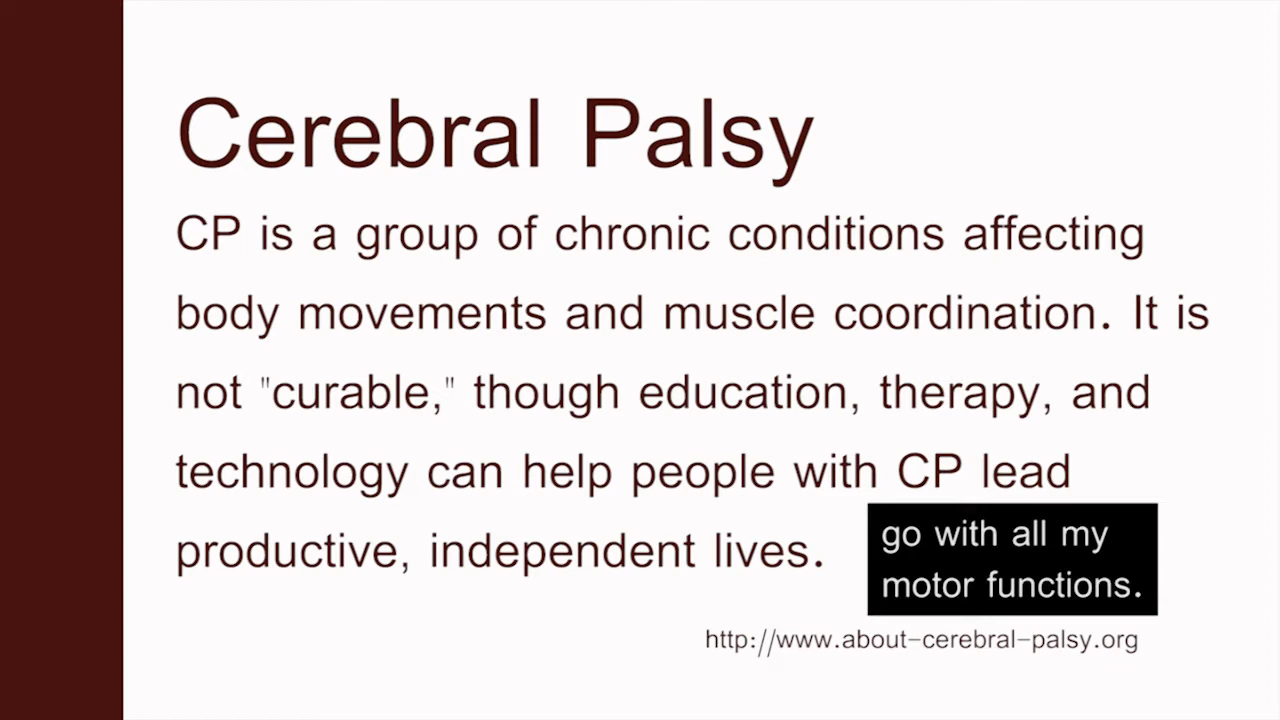 Cerebral Palsy
CP is a group of chronic conditions affecting
body movements and muscle coordination. It is
not "curable," though education, therapy, and
technology can help people with CP lead
productive, independent lives.
go with all my
motor functions.
http://www.about-cerebral-palsy.org